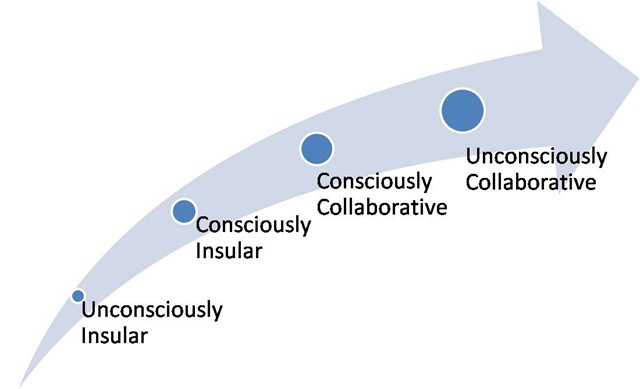 Unconsciously
Collaborative
Consciously
Collaborative
Consciously
Insular
Unconsciously
Insular